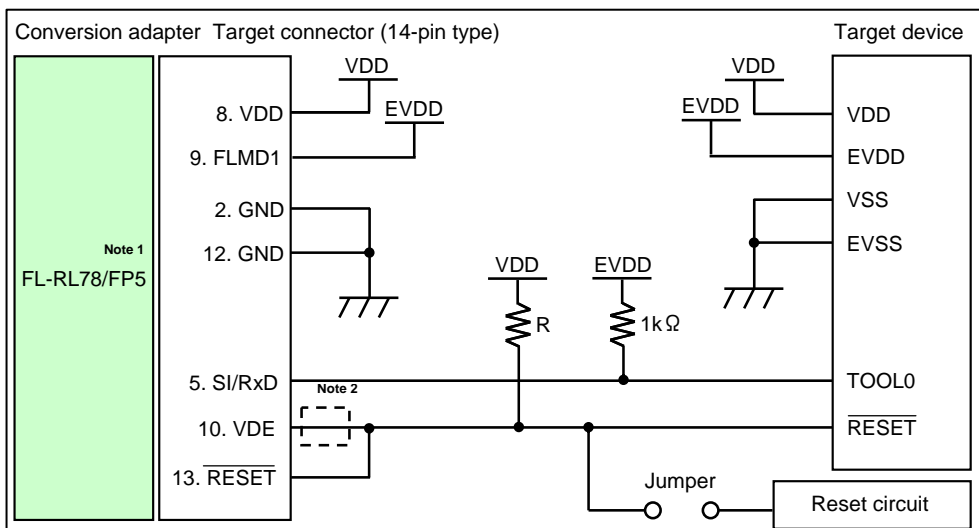 Conversion adapter Target connector (14-pin type) Target device
VDD VDD
8. VDD EVDD EVDD VDD
9. FLMD1 EVDD
2. GND VSS
Note 1
12. GND EVSS
FL-RL78/FP5
VDD EVDD
R 1kΩ
5. SI/RxD TOOL0
Note 2
10. VDE RESET
13. RESET
Jumper
Reset circuit